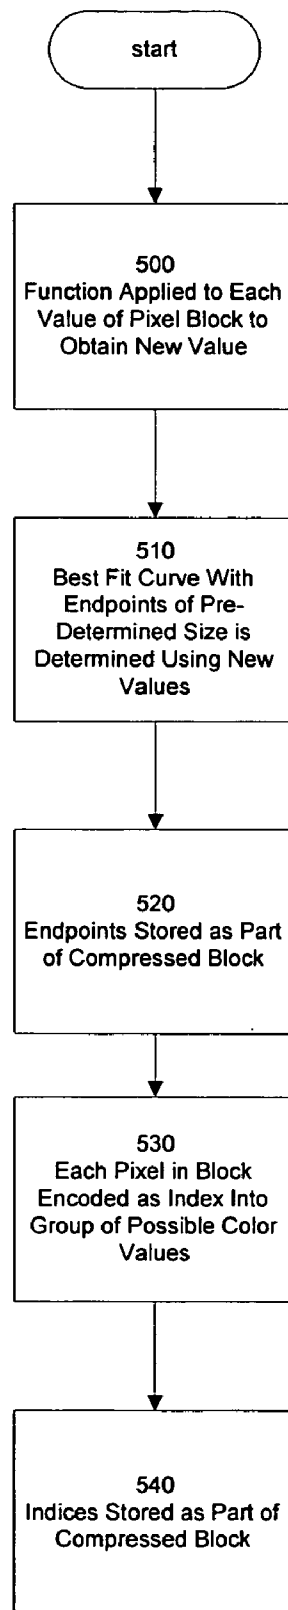 start
500
Function Applied to Each
Value of Pixel Block to
Obtain New Value
510
Best Fit Curve With
Endpoints of Pre-
Determined Size is
Determined Using New
Values
520
Endpoints Stored as Part
of Compressed Block
530
Each Pixel in Block
Encoded as Index Into
Group of Possible Color
Values
540
Indices Stored as Part of
Compressed Block